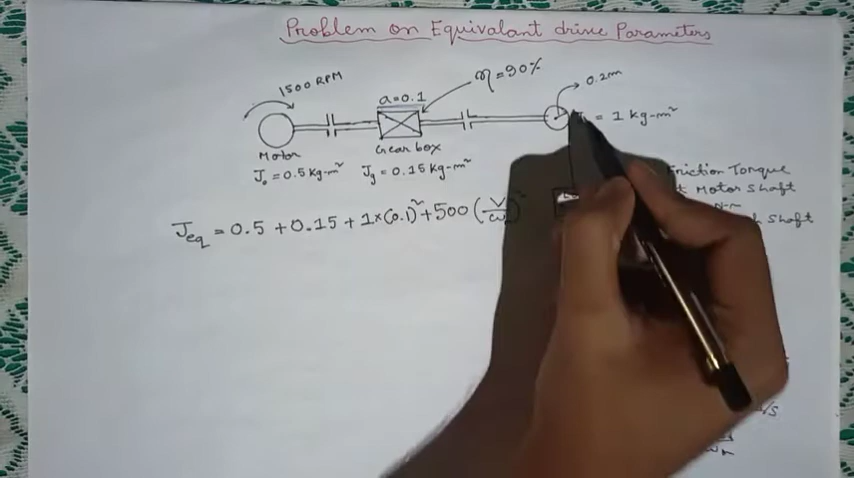 Problem on Equivalant drive Parameters
1500 RPM
a=0.1
η=90%
0.2m
= 1 kg-m²
Motor
Gear box
J₀ = 0.5 kg-m² Jg = 0.15 kg-m²
Friction Torque
Motor Shaft
N-m
Shaft
Jeq = 0.5 + 0.15 + 1×(0.1)² + 500 (V/ω)²